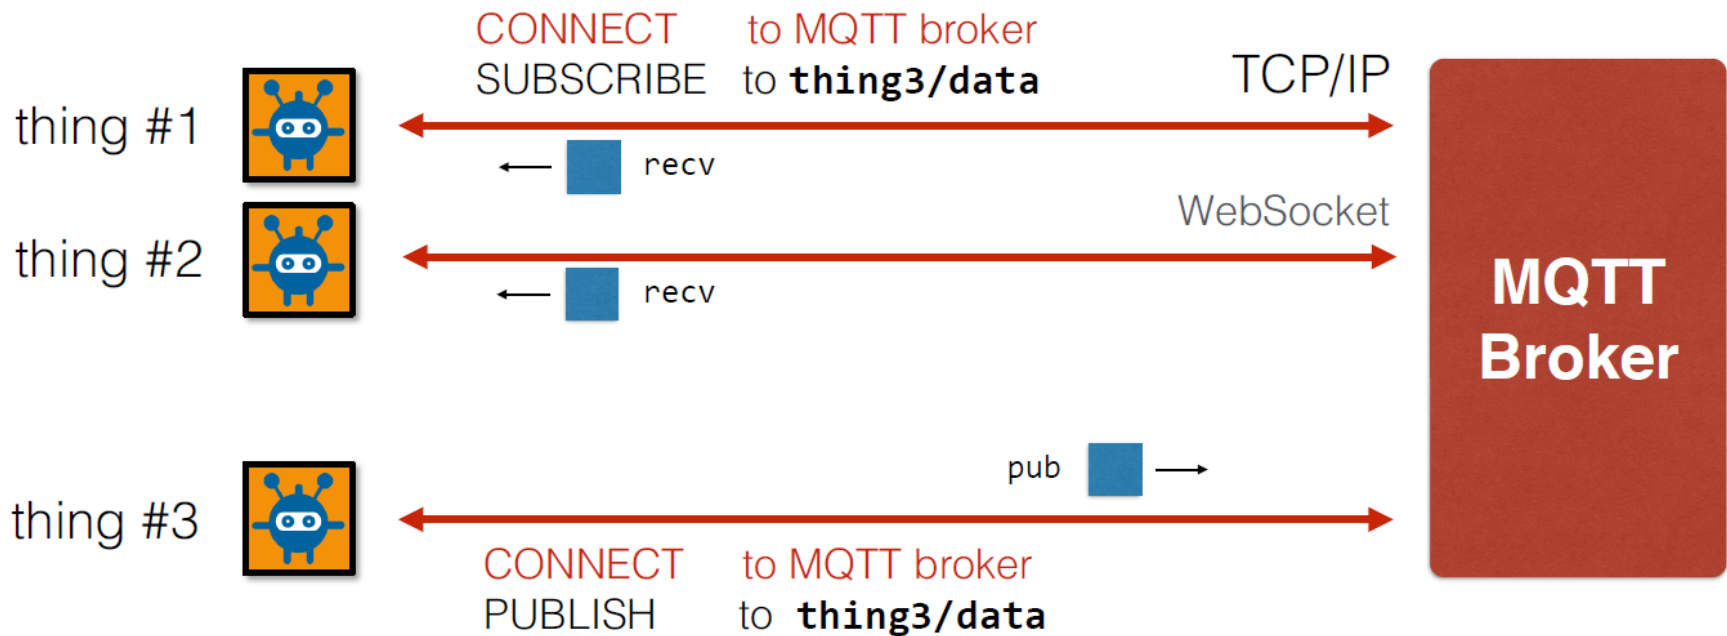 CONNECT to MQTT broker
SUBSCRIBE to thing3/data
TCP/IP
thing #1
recv
WebSocket
thing #2
recv
MQTT
Broker
pub
thing #3
CONNECT to MQTT broker
PUBLISH to thing3/data